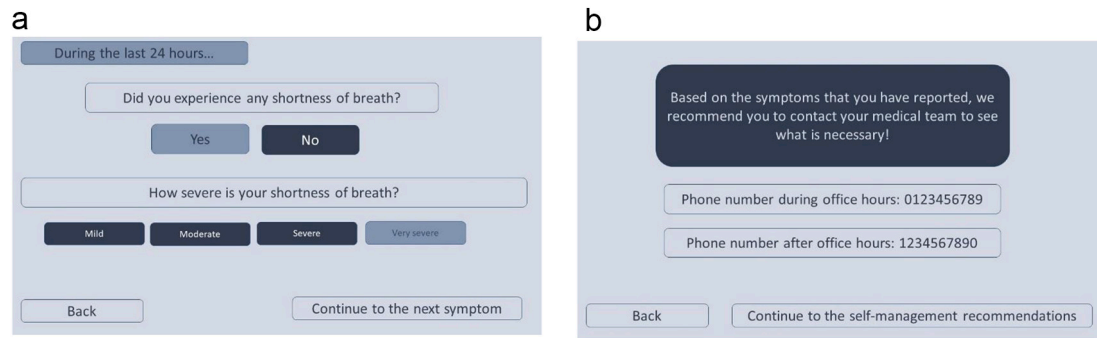 a
During the last 24 hours...
Did you experience any shortness of breath?
Yes
No
How severe is your shortness of breath?
Mild
Moderate
Severe
Very severe
Back
Continue to the next symptom
b
Based on the symptoms that you have reported, we
recommend you to contact your medical team to see
what is necessary!
Phone number during office hours: 0123456789
Phone number after office hours: 1234567890
Back
Continue to the self-management recommendations